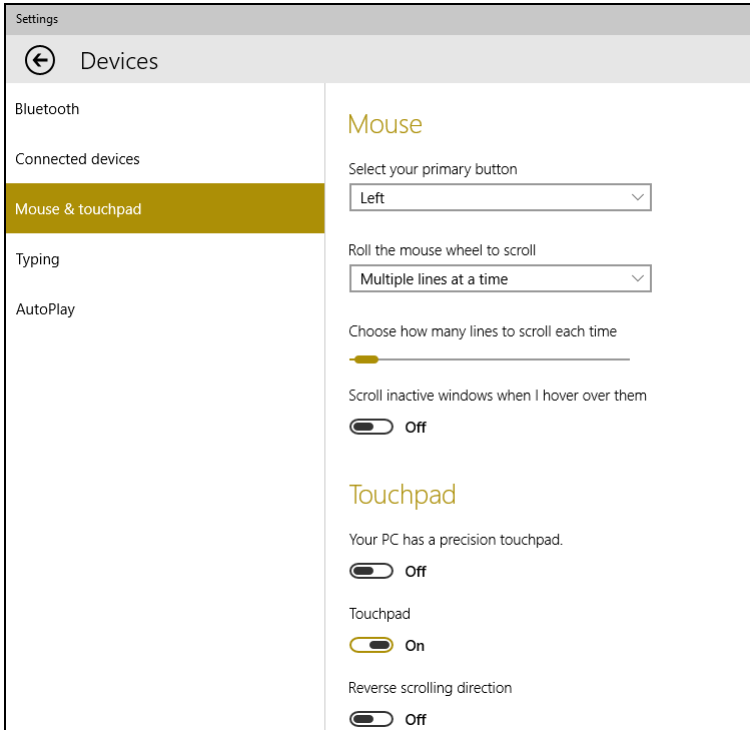 Settings
Devices
Bluetooth
Connected devices
Mouse & touchpad
Typing
AutoPlay
Mouse
Select your primary button
Left
Roll the mouse wheel to scroll
Multiple lines at a time
Choose how many lines to scroll each time
Scroll inactive windows when I hover over them
Off
Touchpad
Your PC has a precision touchpad.
Off
Touchpad
On
Reverse scrolling direction
Off